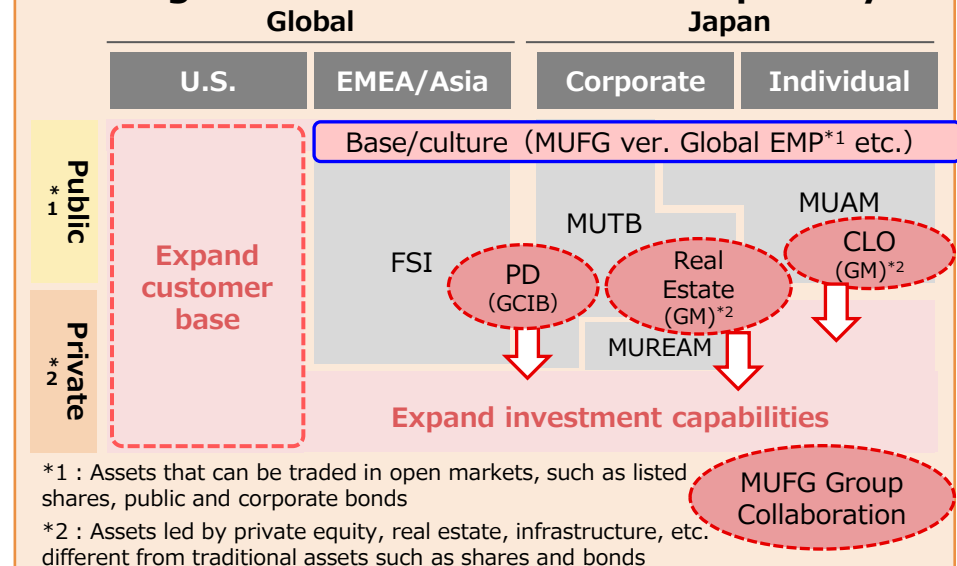 Global
Japan
U.S.
EMEA/Asia
Corporate
Individual
Public
*1
Private
*2
Base/culture（MUFG ver. Global EMP*1 etc.）
Expand
customer
base
FSI
MUTB
MUAM
PD
(GCIB)
Real
Estate
(GM)*2
CLO
(GM)*2
MUREAM
Expand investment capabilities
*1 : Assets that can be traded in open markets, such as listed
shares, public and corporate bonds
*2 : Assets led by private equity, real estate, infrastructure, etc.
different from traditional assets such as shares and bonds
MUFG Group
Collaboration